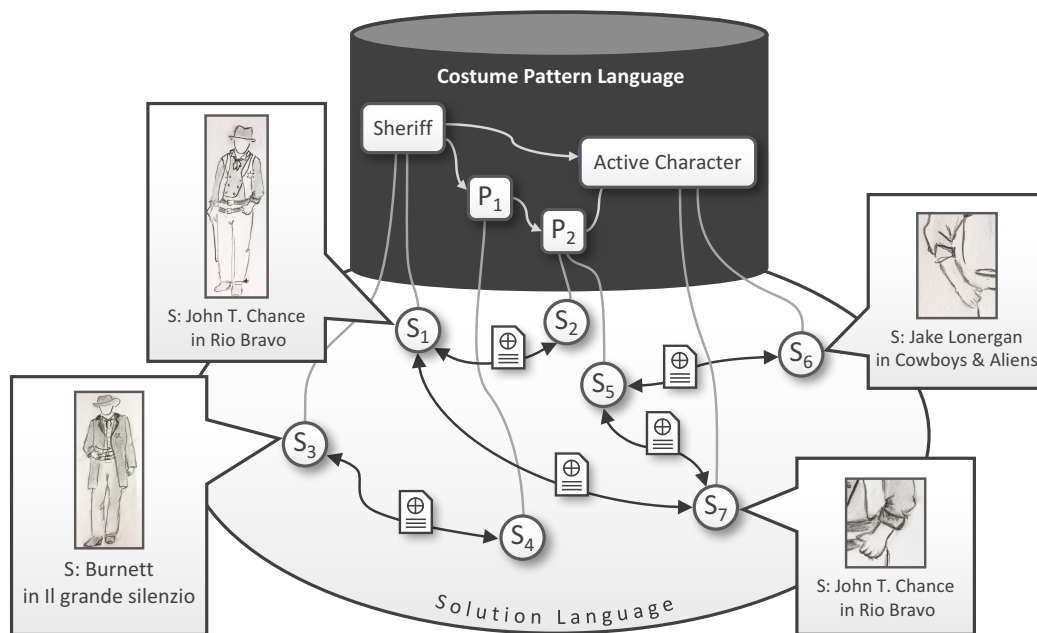 Costume Pattern Language
Sheriff
Active Character
P1
P2
S: John T. Chance
in Rio Bravo
S1
S2
S6
S: Jake Lonergan
in Cowboys & Aliens
S5
S3
S7
S4
S: Burnett
in Il grande silenzio
S: John T. Chance
in Rio Bravo
Solution Language